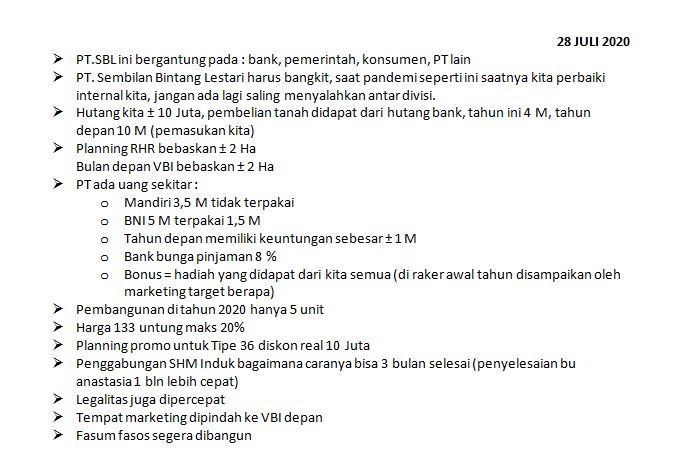 28 JULI 2020
➢ PT.SBL ini bergantung pada : bank, pemerintah, konsumen, PT lain
➢ PT. Sembilan Bintang Lestari harus bangkit, saat pandemi seperti ini saatnya kita perbaiki
internal kita, jangan ada lagi saling menyalahkan antar divisi.
➢ Hutang kita ± 10 Juta, pembelian tanah didapat dari hutang bank, tahun ini 4 M, tahun
depan 10 M (pemasukan kita)
➢ Planning RHR bebaskan ± 2 Ha
Bulan depan VBI bebaskan ± 2 Ha
➢ PT ada uang sekitar :
o Mandiri 3,5 M tidak terpakai
o BNI 5 M terpakai 1,5 M
o Tahun depan memiliki keuntungan sebesar ± 1 M
o Bank bunga pinjaman 8 %
o Bonus = hadiah yang didapat dari kita semua (di raker awal tahun disampaikan oleh
marketing target berapa)
➢ Pembangunan di tahun 2020 hanya 5 unit
➢ Harga 133 untung maks 20%
➢ Planning promo untuk Tipe 36 diskon real 10 Juta
➢ Penggabungan SHM Induk bagaimana caranya bisa 3 bulan selesai (penyelesaian bu
anastasia 1 bln lebih cepat)
➢ Legalitas juga dipercepat
➢ Tempat marketing dipindah ke VBI depan
➢ Fasum fasos segera dibangun